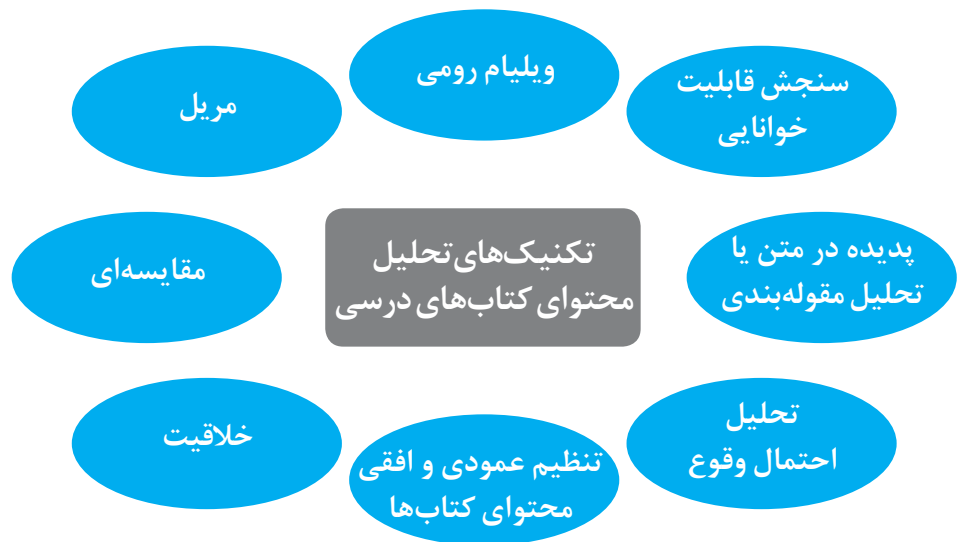 ویلیام رومی
سنجش قابلیت
خوانایی
مریل
تکنیک‌های تحلیل
محتوای کتاب‌های درسی
پدیده در متن یا
تحلیل مقوله‌بندی
مقایسه‌ای
تحلیل
احتمال وقوع
تنظیم عمودی و افقی
محتوای کتاب‌ها
خلاقیت